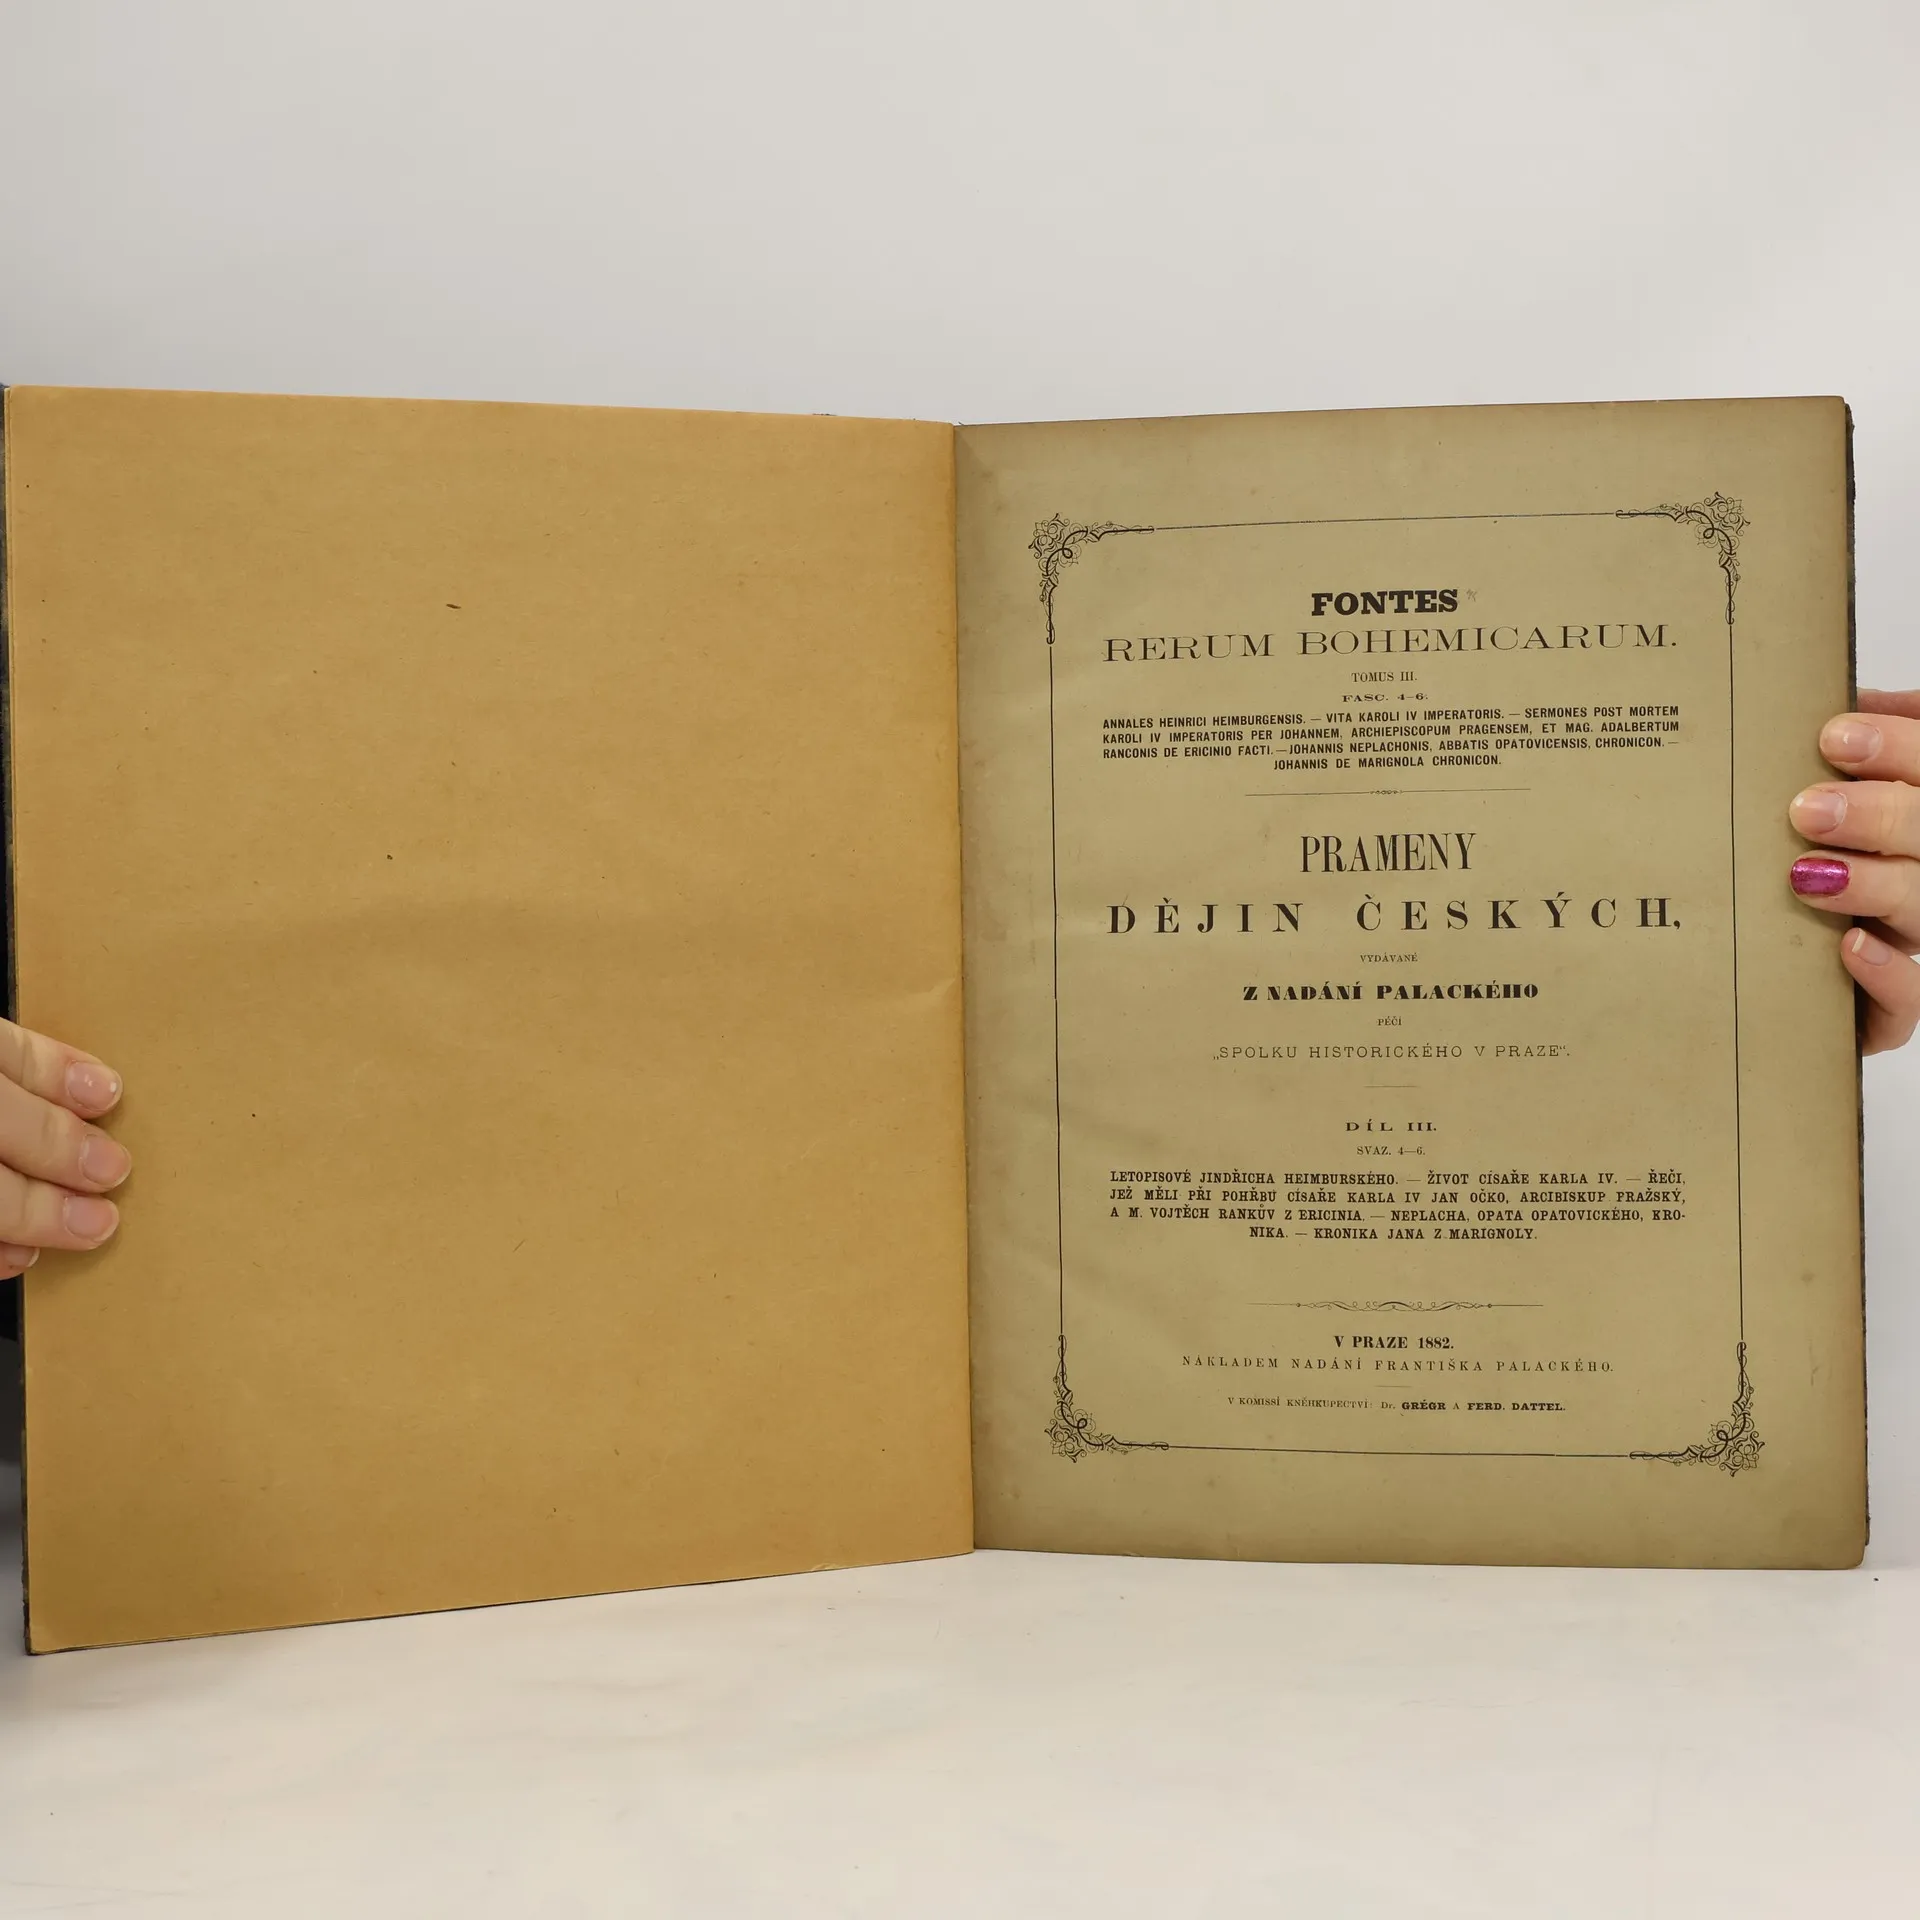 FONTES
RERUM BOHEMICARUM.
TOMUS III.
FASC. 4–6.
ANNALES HEINRICI HEIMBURGENSIS. — VITA KAROLI IV IMPERATORIS. — SERMONES POST MORTEM
KAROLI IV IMPERATORIS PER JOHANNEM, ARCHIEPISCOPUM PRAGENSEM, ET MAG. ADALBERTUM
RANCONIS DE ERICINIO FACTI. — JOHANNIS NEPLACHONIS, ABBATIS OPATOVICENSIS, CHRONICON. —
JOHANNIS DE MARIGNOLA CHRONICON.
PRAMENY
DĚJIN ČESKÝCH,
VYDÁVANÉ
Z NADÁNÍ PALACKÉHO
PÉČÍ
„SPOLKU HISTORICKÉHO V PRAZE“.
DÍL III.
SVAZ. 4—6.
LETOPISOVÉ JINDŘICHA HEIMBURSKÉHO. — ŽIVOT CÍSAŘE KARLA IV. — ŘEČI,
JEŽ MĚLI PŘI POHŘBU CÍSAŘE KARLA IV JAN OČKO, ARCIBISKUP PRAŽSKÝ,
A M. VOJTĚCH RANKŮV Z ERICINIA. — NEPLACHA, OPATA OPATOVICKÉHO, KRO-
NIKA. — KRONIKA JANA Z MARIGNOLY.
V PRAZE 1882.
NÁKLADEM NADÁNÍ FRANTIŠKA PALACKÉHO.
V KOMISSÍ KNĚHKUPECTVÍ: Dr. GRÉGR A FERD. DATTEL.